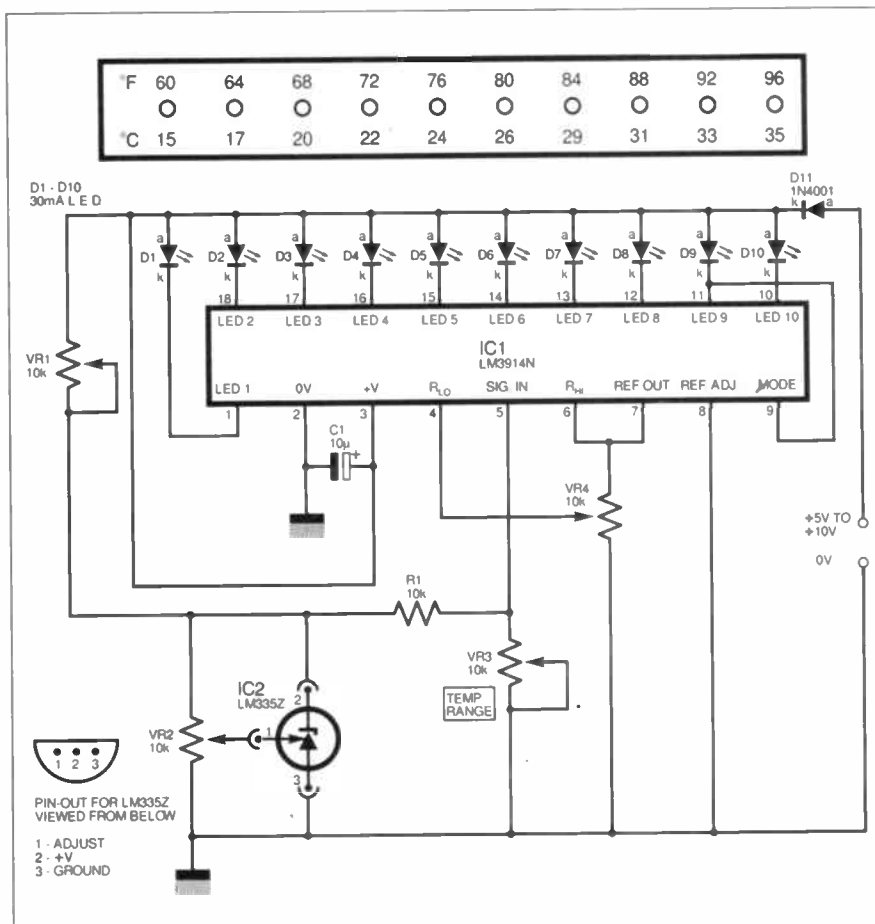 °F 60 64 68 72 76 80 84 88 92 96
°C 15 17 20 22 24 26 29 31 33 35
D1 - D10
30mA L E D
D11
1N4001
k a
a a a a a a a a a a
D1 D2 D3 D4 D5 D6 D7 D8 D9 D10
k k k k k k k k k k
18 17 16 15 14 13 12 11 10
LED 2 LED 3 LED 4 LED 5 LED 6 LED 7 LED 8 LED 9 LED 10
IC1
LM3914N
VR1
10k
LED 1 0V +V RLO SIG IN RHI REF OUT REF ADJ MODE
1 2 3 4 5 6 7 8 9
C1
10µ
+
VR4
10k
+5V TO
+10V
0V
R1
10k
VR3
10k
TEMP
RANGE
IC2
LM335Z
2
1
3
VR2
10k
1 2 3
PIN-OUT FOR LM335Z
VIEWED FROM BELOW
1 - ADJUST
2 - +V
3 - GROUND